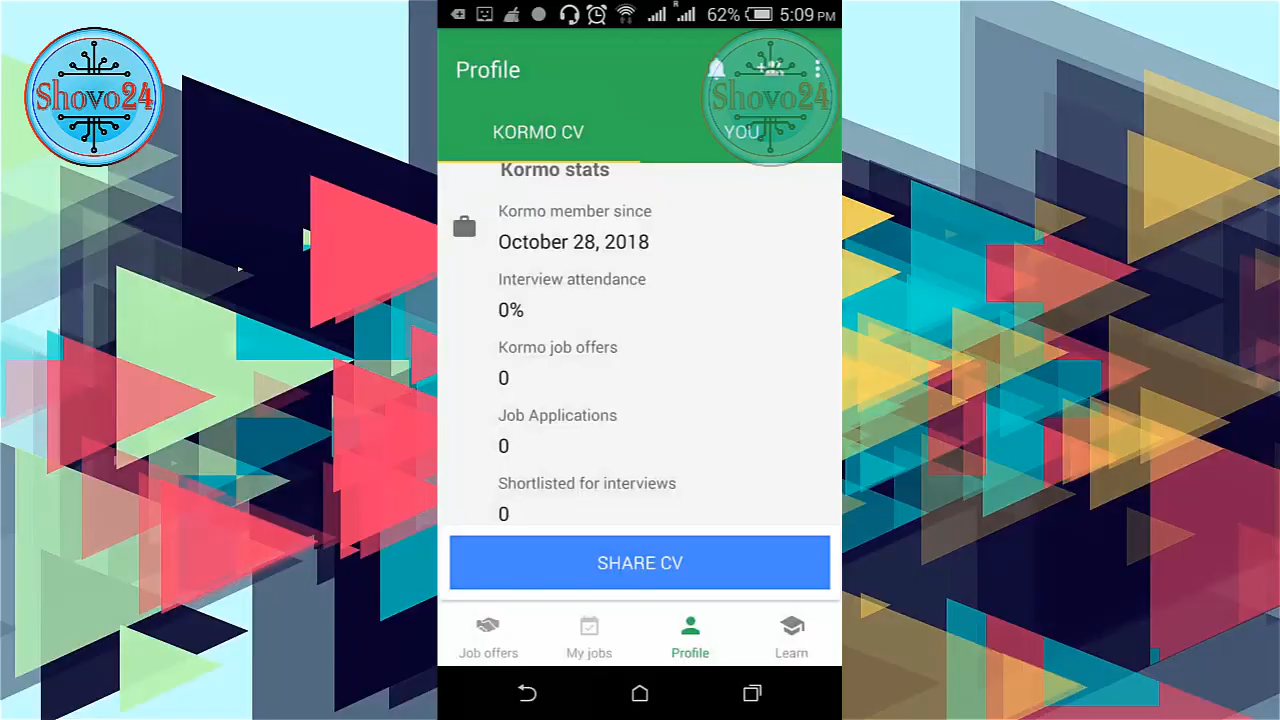 Shovo24
R
62%
5:09 PM
Profile
Shovo24
KORMO CV
YOU
Kormo stats
Kormo member since
October 28, 2018
Interview attendance
0%
Kormo job offers
0
Job Applications
0
Shortlisted for interviews
0
SHARE CV
Job offers
My jobs
Profile
Learn